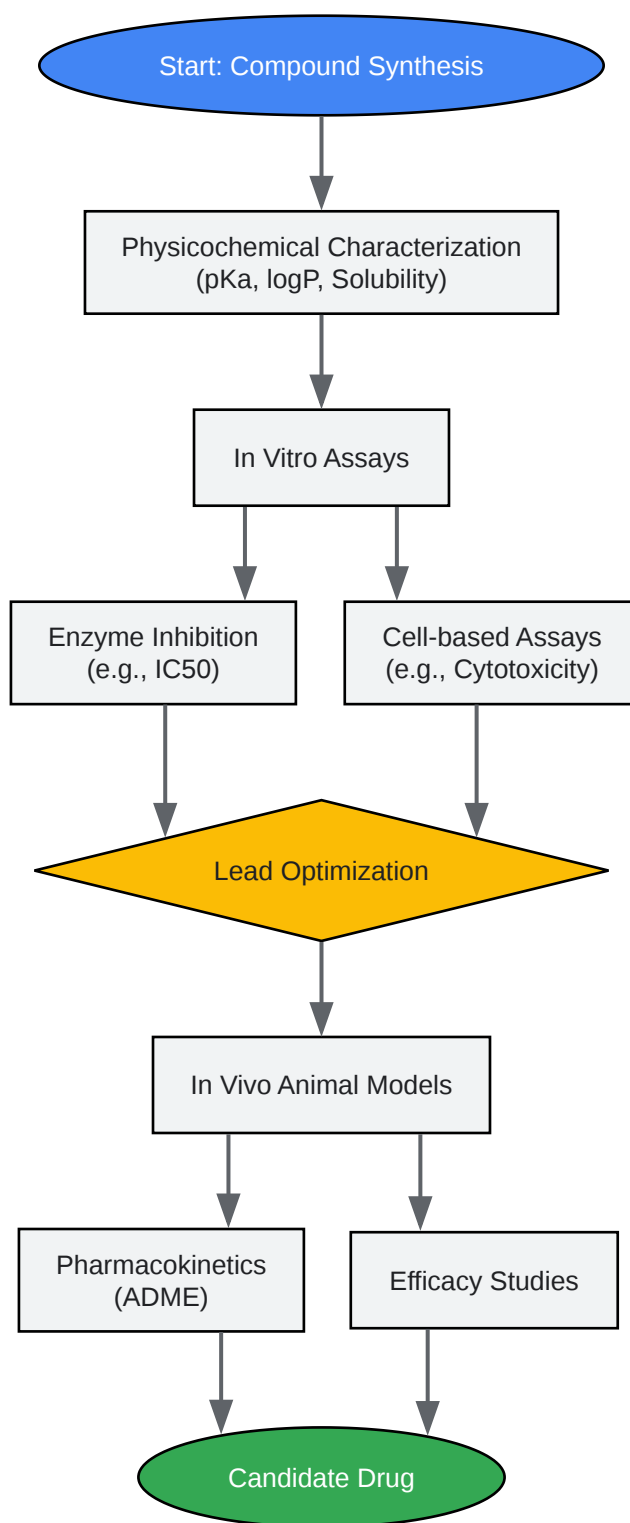 Start: Compound Synthesis
Physicochemical Characterization
(pKa, logP, Solubility)
In Vitro Assays
Enzyme Inhibition
(e.g., IC50)
Cell-based Assays
(e.g., Cytotoxicity)
Lead Optimization
In Vivo Animal Models
Pharmacokinetics
(ADME)
Efficacy Studies
Candidate Drug